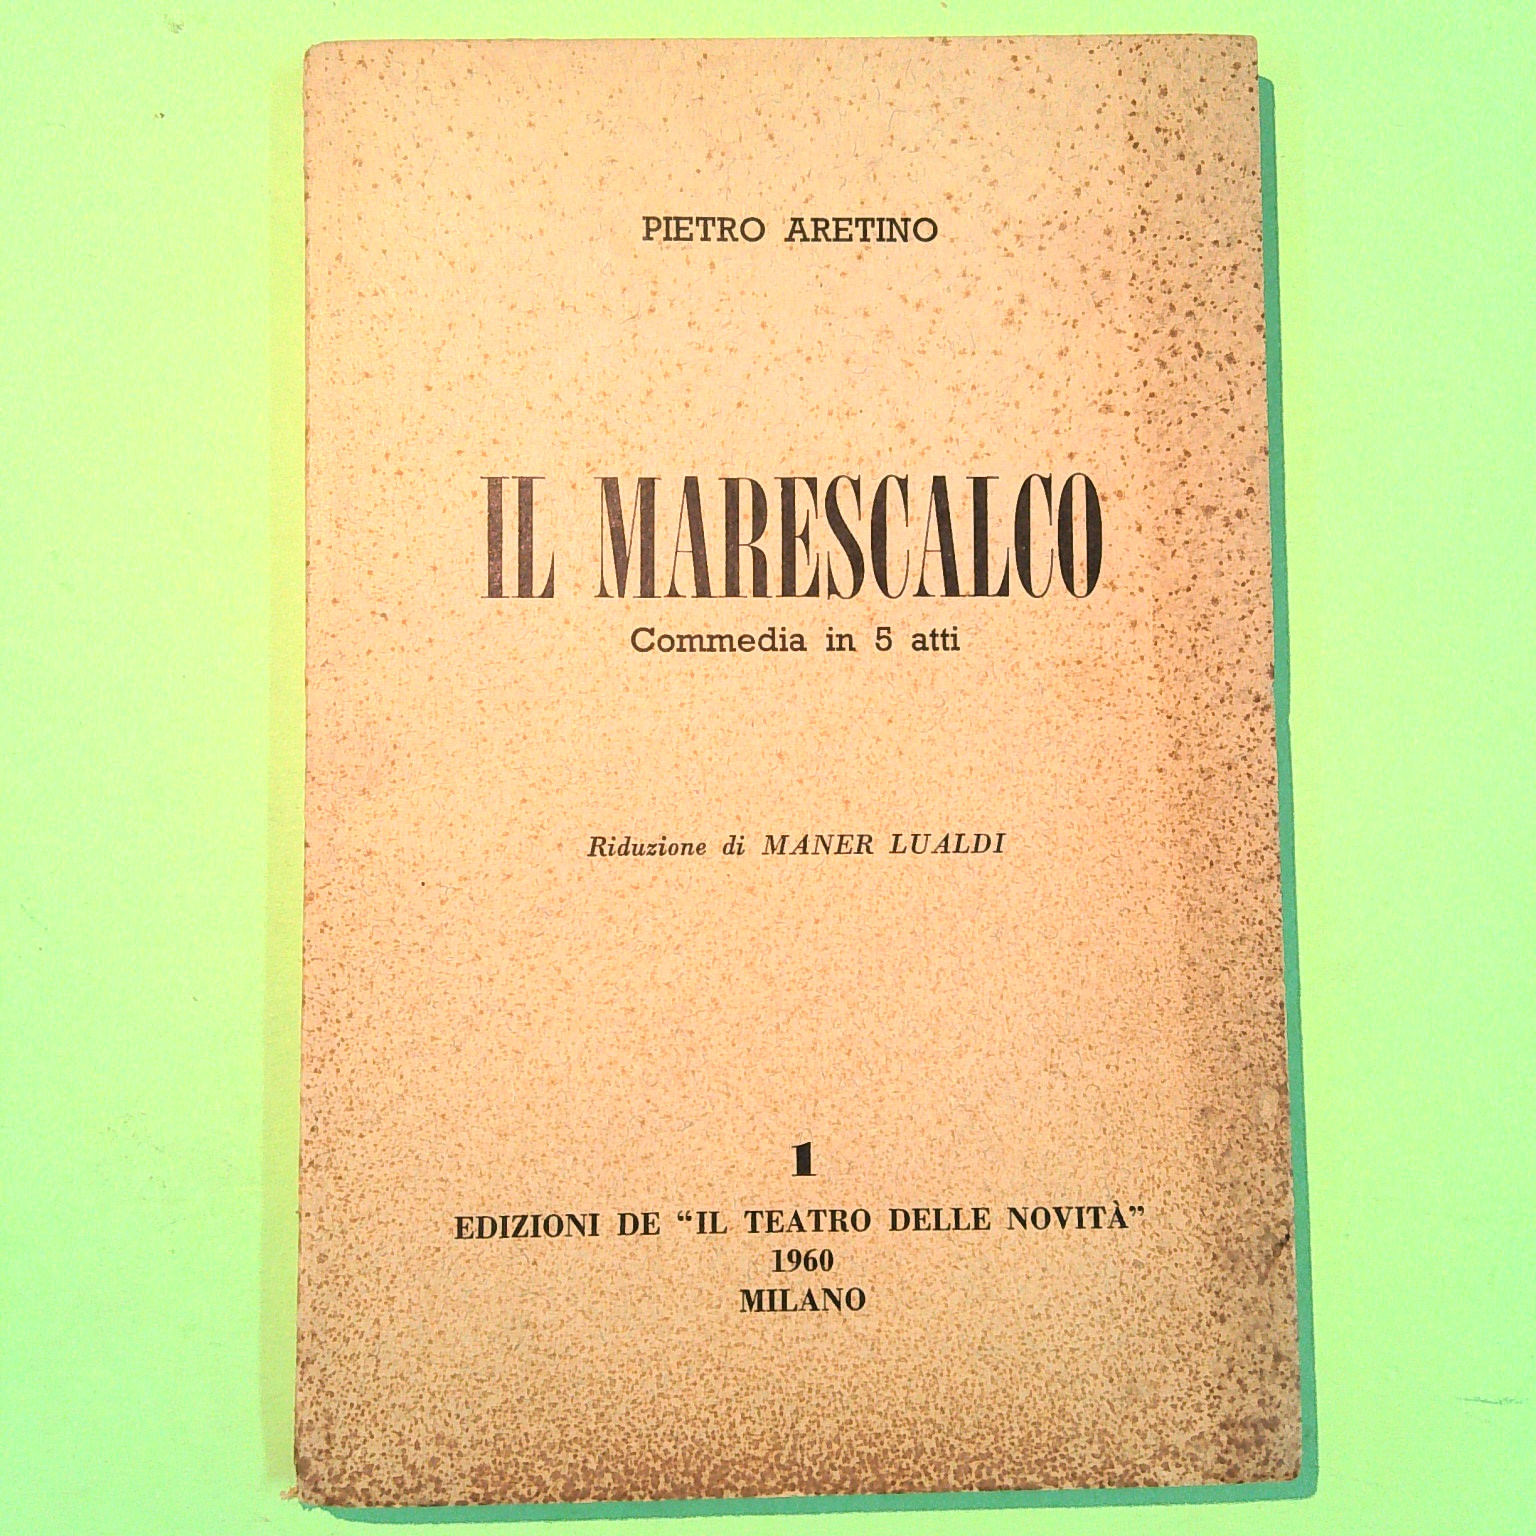 PIETRO ARETINO
IL MARESCALCO
Commedia in 5 atti
Riduzione di MANER LUALDI
1
EDIZIONI DE “IL TEATRO DELLE NOVITÀ”
1960
MILANO